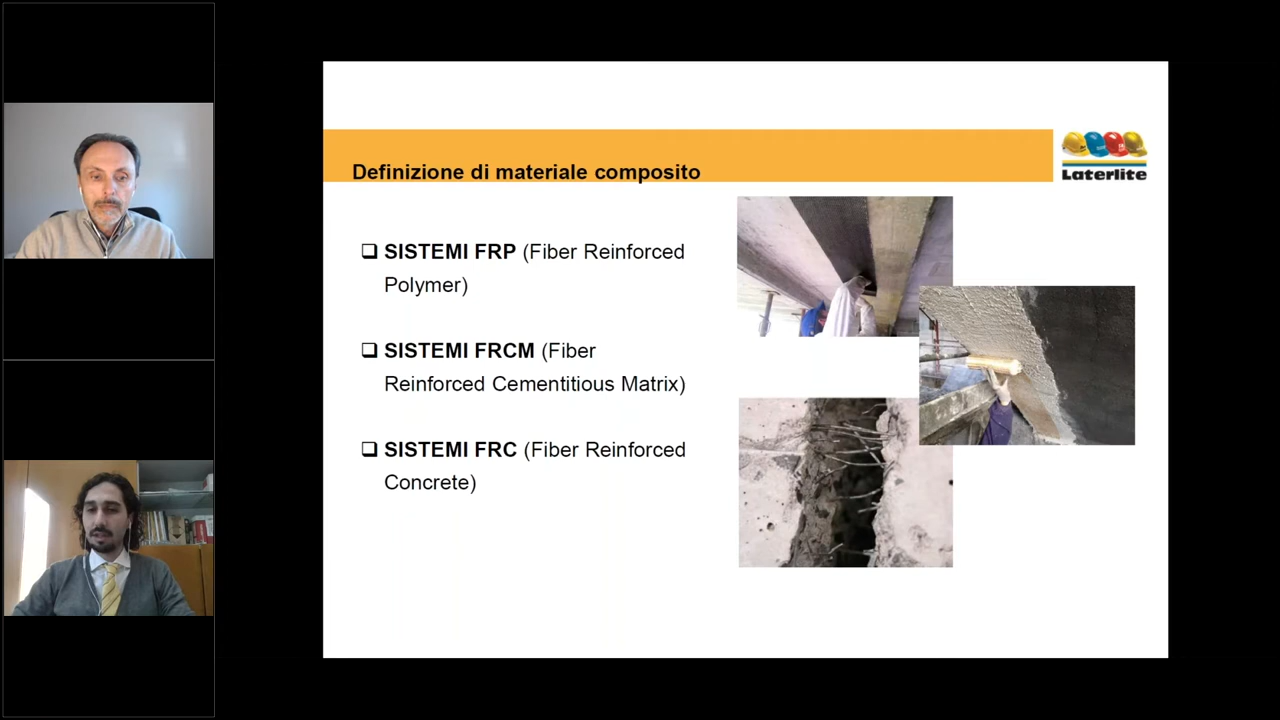 Definizione di materiale composito
Laterlite
❑ SISTEMI FRP (Fiber Reinforced
Polymer)
❑ SISTEMI FRCM (Fiber
Reinforced Cementitious Matrix)
❑ SISTEMI FRC (Fiber Reinforced
Concrete)